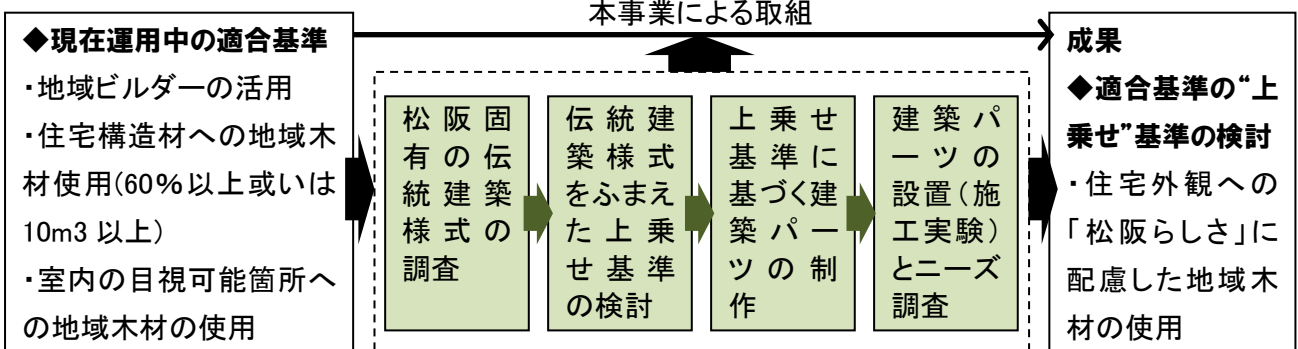 本事業による取組
◆現在運用中の適合基準
・地域ビルダーの活用
・住宅構造材への地域木
材使用(60%以上或いは
10m3 以上)
・室内の目視可能箇所へ
の地域木材の使用
松阪固
有の伝
統建築
様式の
調査
伝統建
築様式
をふまえ
た上乗
せ基準
の検討
上乗せ
基準に
基づく建
築パー
ツの制
作
建築パ
ーツの
設置(施
工実験)
とニーズ
調査
成果
◆適合基準の“上
乗せ”基準の検討
・住宅外観への
「松阪らしさ」に
配慮した地域木
材の使用